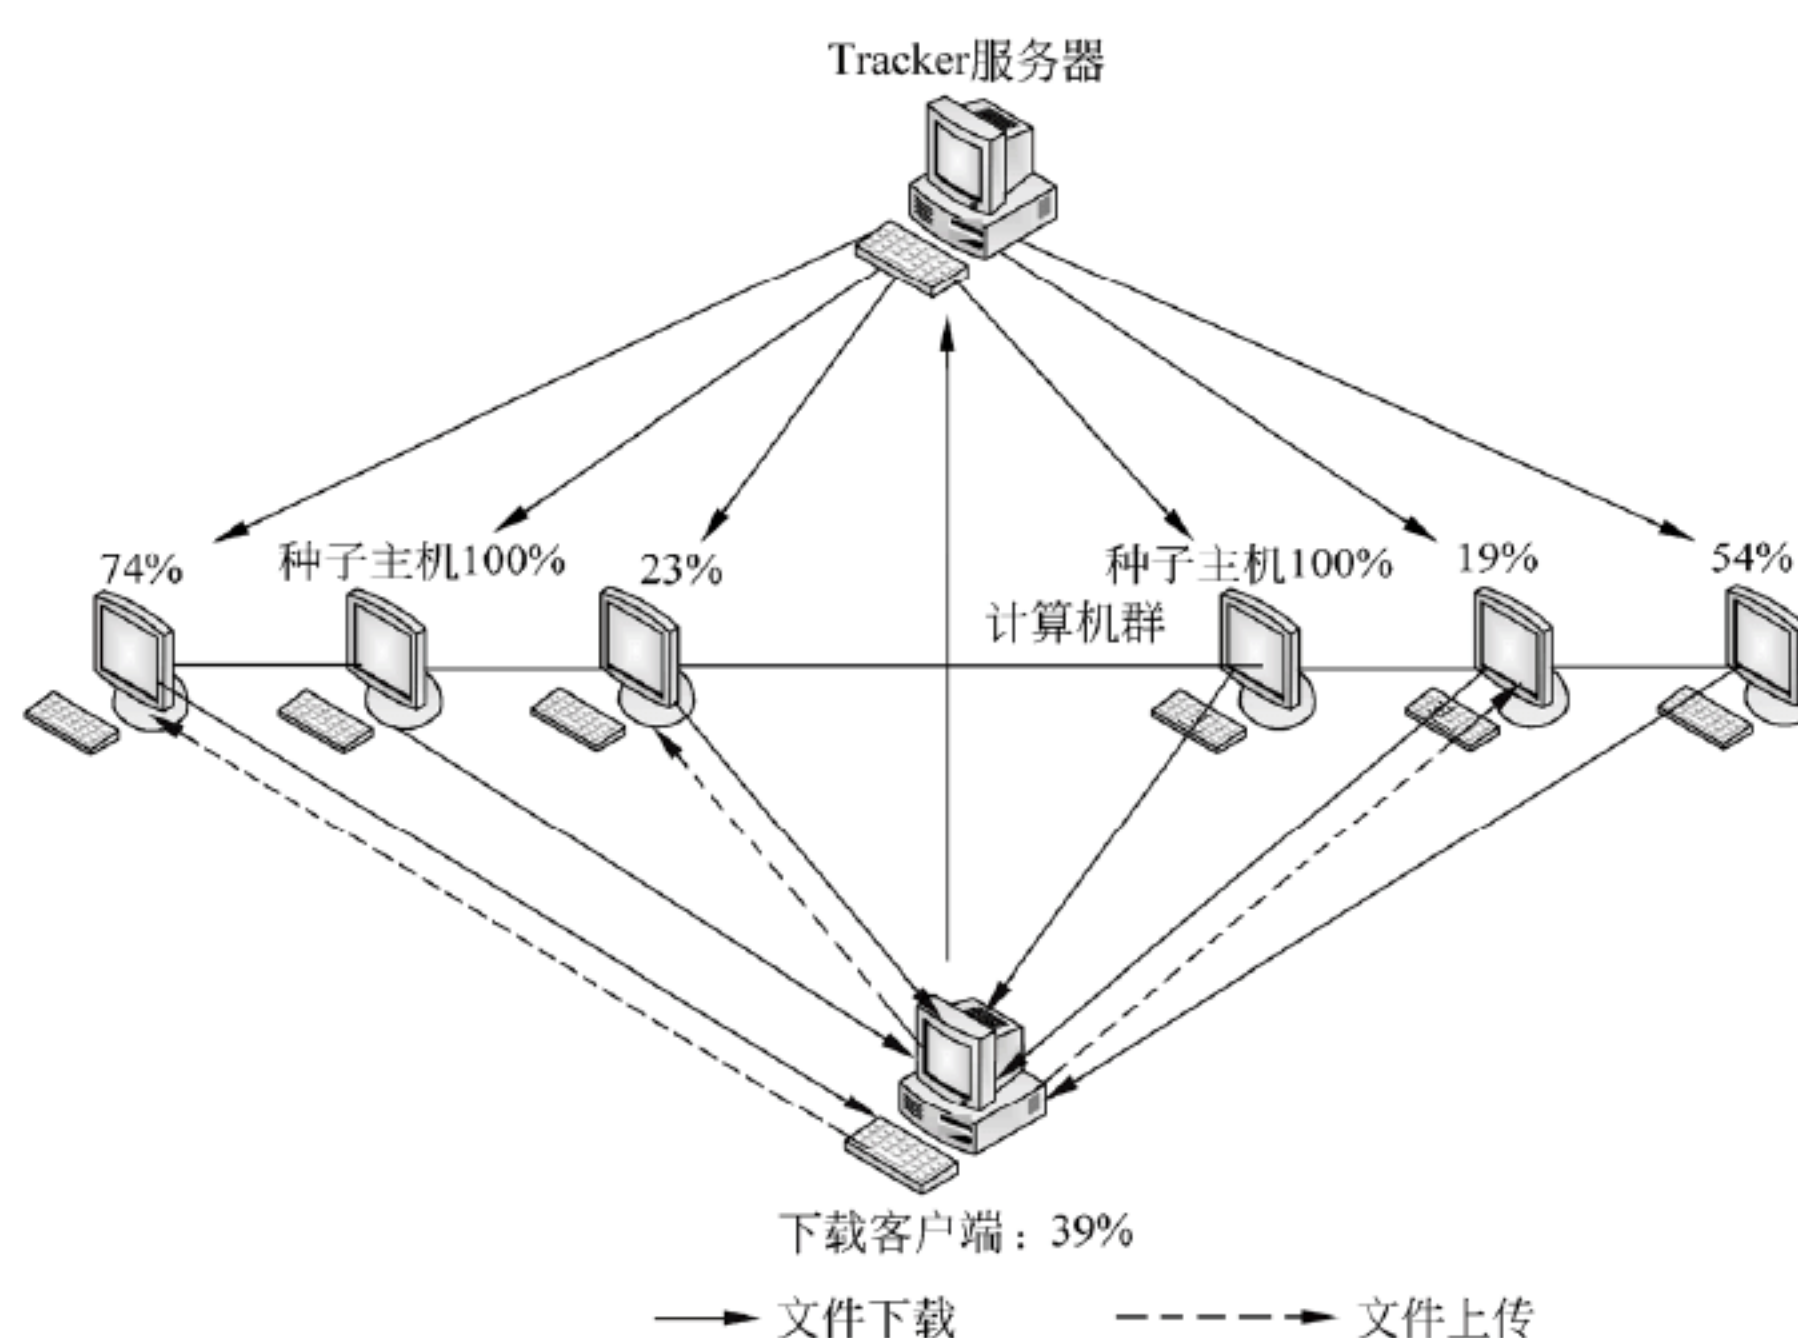 Tracker服务器
74%
种子主机100%
23%
种子主机100%
19%
54%
计算机群
下载客户端：39%
文件下载
文件上传